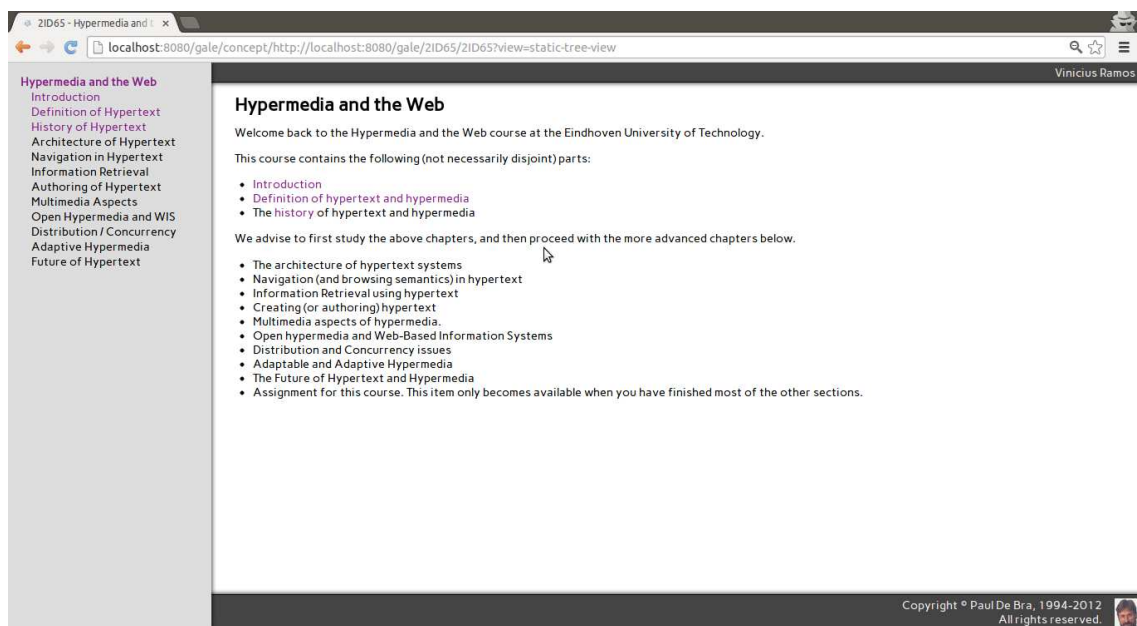 2ID65 - Hypermedia and t
localhost:8080/gale/concept/http://localhost:8080/gale/2ID65/2ID65?view=static-tree-view
Vinicius Ramos
Hypermedia and the Web
Introduction
Definition of Hypertext
History of Hypertext
Architecture of Hypertext
Navigation in Hypertext
Information Retrieval
Authoring of Hypertext
Multimedia Aspects
Open Hypermedia and WIS
Distribution / Concurrency
Adaptive Hypermedia
Future of Hypertext
Hypermedia and the Web
Welcome back to the Hypermedia and the Web course at the Eindhoven University of Technology.
This course contains the following (not necessarily disjoint) parts:
• Introduction
• Definition of hypertext and hypermedia
• The history of hypertext and hypermedia
We advise to first study the above chapters, and then proceed with the more advanced chapters below.
• The architecture of hypertext systems
• Navigation (and browsing semantics) in hypertext
• Information Retrieval using hypertext
• Creating (or authoring) hypertext
• Multimedia aspects of hypermedia.
• Open hypermedia and Web-Based Information Systems
• Distribution and Concurrency issues
• Adaptable and Adaptive Hypermedia
• The Future of Hypertext and Hypermedia
• Assignment for this course. This item only becomes available when you have finished most of the other sections.
Copyright © Paul De Bra, 1994-2012
All rights reserved.